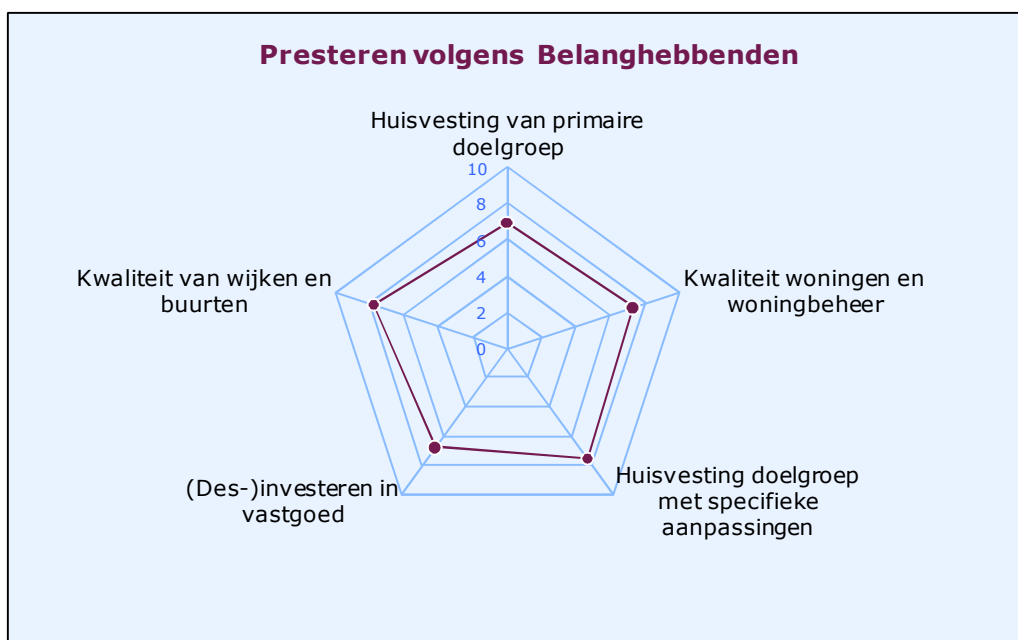 Presteren volgens Belanghebbenden
Huisvesting van primaire
doelgroep
10
8
6
4
2
0
Kwaliteit van wijken en
buurten
Kwaliteit woningen en
woningbeheer
(Des-)investeren in
vastgoed
Huisvesting doelgroep
met specifieke
aanpassingen